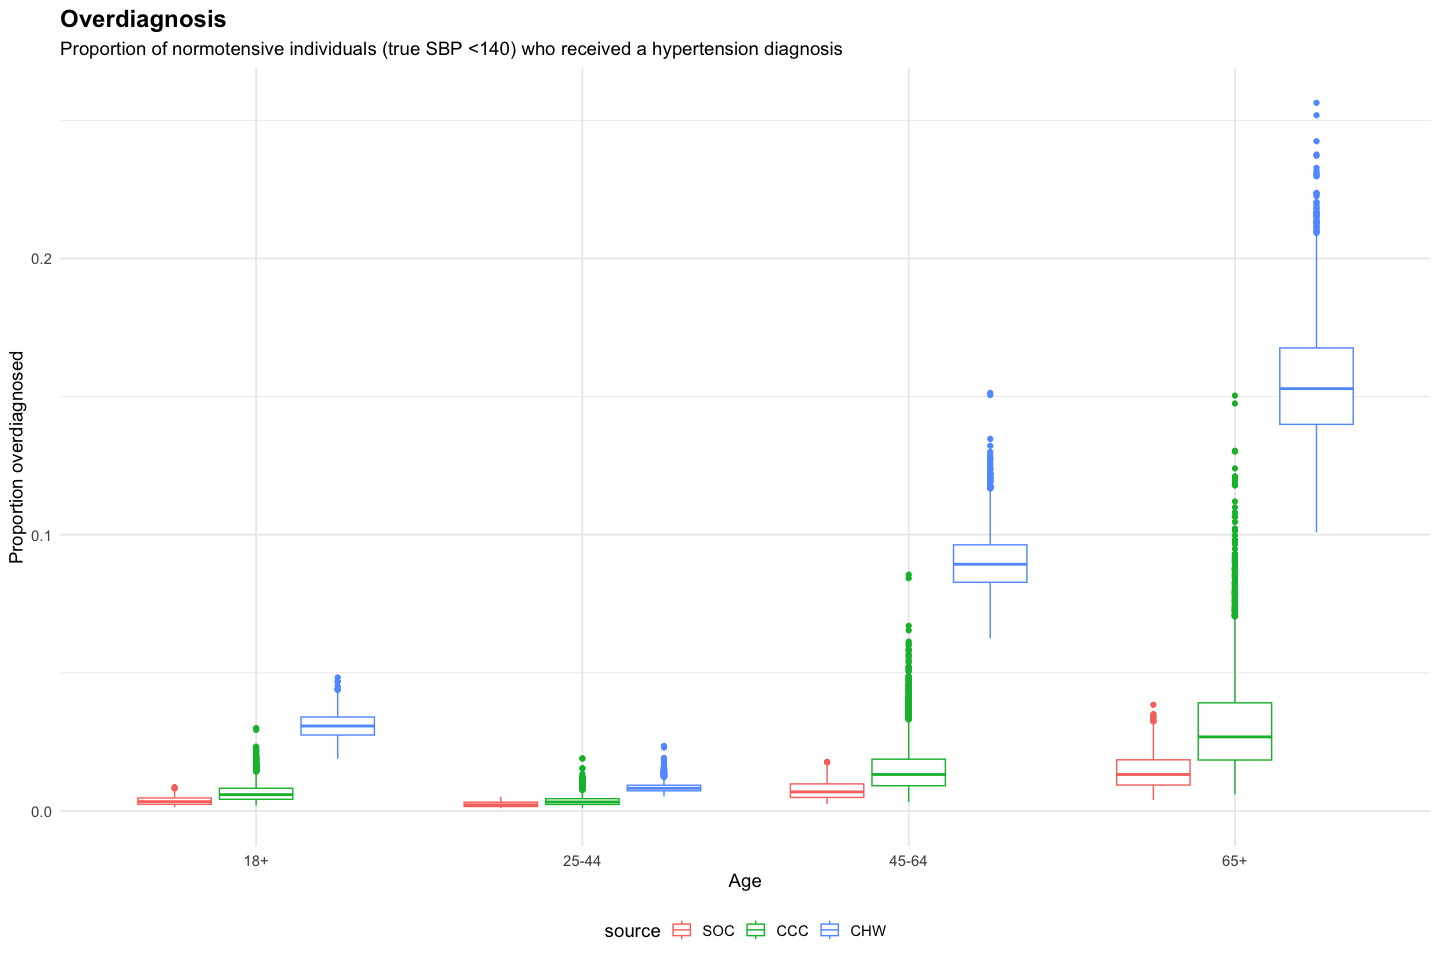 Overdiagnosis
Proportion of normotensive individuals (true SBP <140) who received a hypertension diagnosis
Proportion overdiagnosed
0.2
0.1
0.0
18+ 25-44 45-64 65+
Age
source SOC CCC CHW